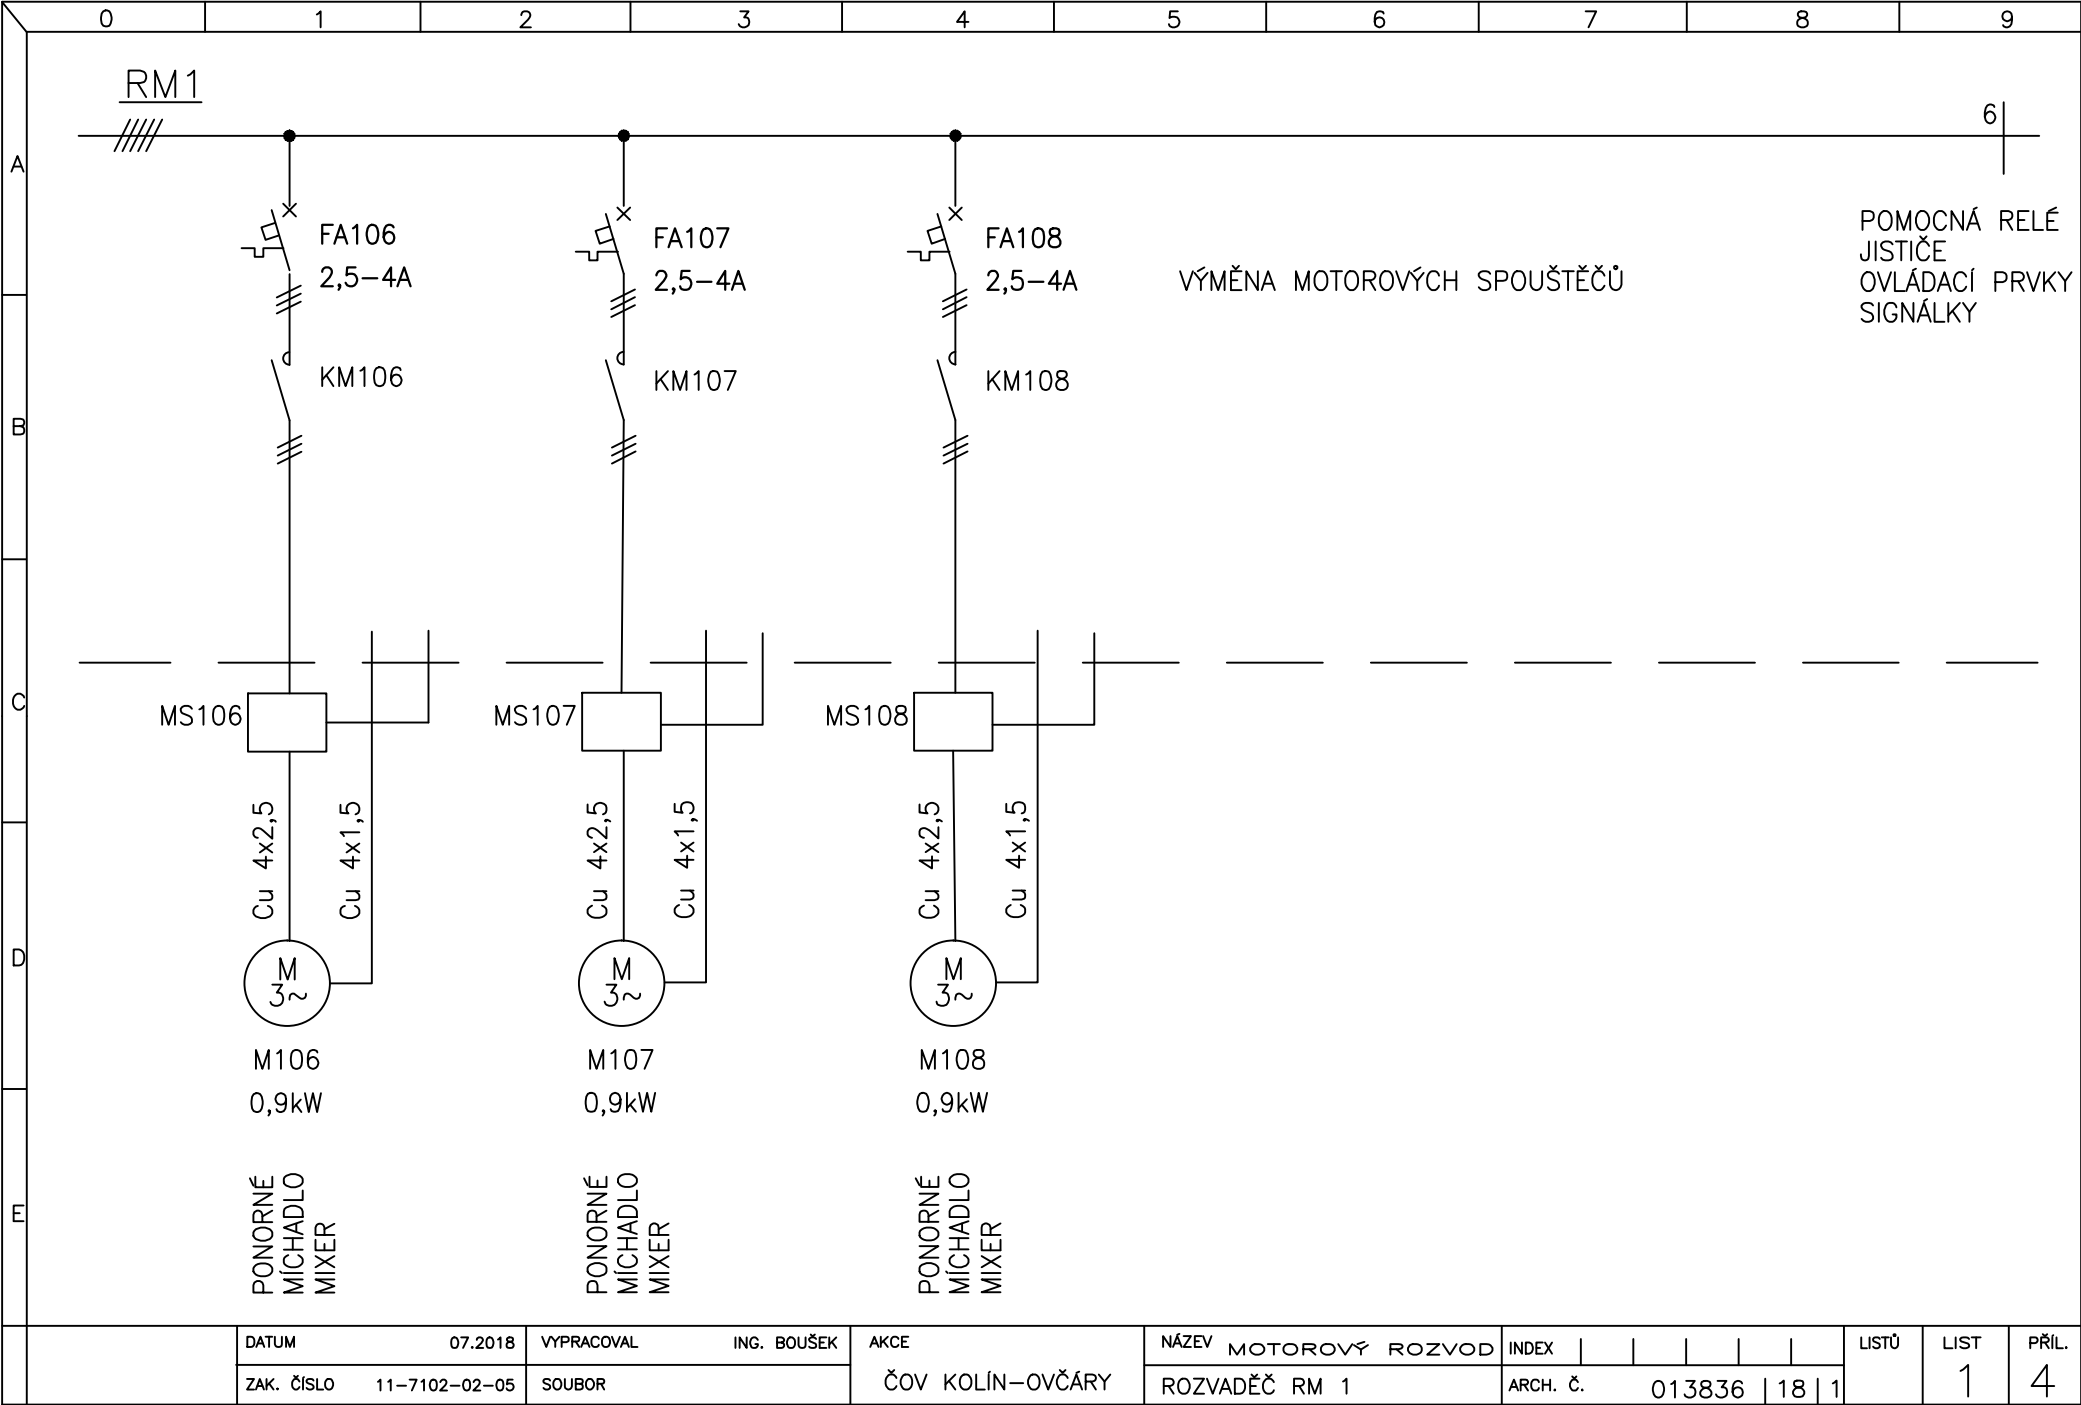 0 1 2 3 4 5 6 7 8 9
RM1
6
A
FA106
2,5-4A
FA107
2,5-4A
FA108
2,5-4A
VÝMĚNA MOTOROVÝCH SPOUŠTĚČŮ
POMOCNÁ RELÉ
JISTIČE
OVLÁDACÍ PRVKY
SIGNÁLKY
KM106
KM107
KM108
B
C
MS106
MS107
MS108
Cu 4x2,5
Cu 4x1,5
Cu 4x2,5
Cu 4x1,5
Cu 4x2,5
Cu 4x1,5
D
M
3~
M
3~
M
3~
M106
0,9kW
M107
0,9kW
M108
0,9kW
E
PONORNÉ
MÍCHADLO
MIXER
PONORNÉ
MÍCHADLO
MIXER
PONORNÉ
MÍCHADLO
MIXER
DATUM 07.2018
ZAK. ČÍSLO 11-7102-02-05
VYPRACOVAL ING. BOUŠEK
SOUBOR
AKCE
ČOV KOLÍN-OVČÁRY
NÁZEV MOTOROVÝ ROZVOD
ROZVADĚČ RM 1
INDEX
ARCH. Č. 013836 18 1
LISTŮ
LIST
1
PŘÍL.
4